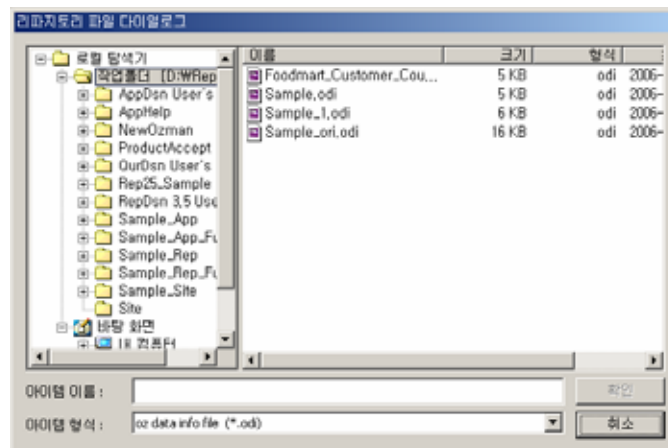 리파지토리 파일 다이얼로그
로컬 탐색기
작업폴더 [D:₩Rep
AppDsn User's
AppHelp
NewOzman
ProductAccept
OurDsn User's
Rep25_Sample
RepDsn 3,5 Use
Sample_App
Sample_App_Fu
Sample_Rep
Sample_Rep_Fu
Sample_Site
Site
바탕 화면
내 컴퓨터
이름 크기 형식
Foodmart_Customer_Cou... 5 KB odi 2006-
Sample,odi 5 KB odi 2006-
Sample_1,odi 6 KB odi 2006-
Sample_ori,odi 16 KB odi 2006-
아이템 이름 : 확인
아이템 형식 : oz data info file (*.odi) 취소